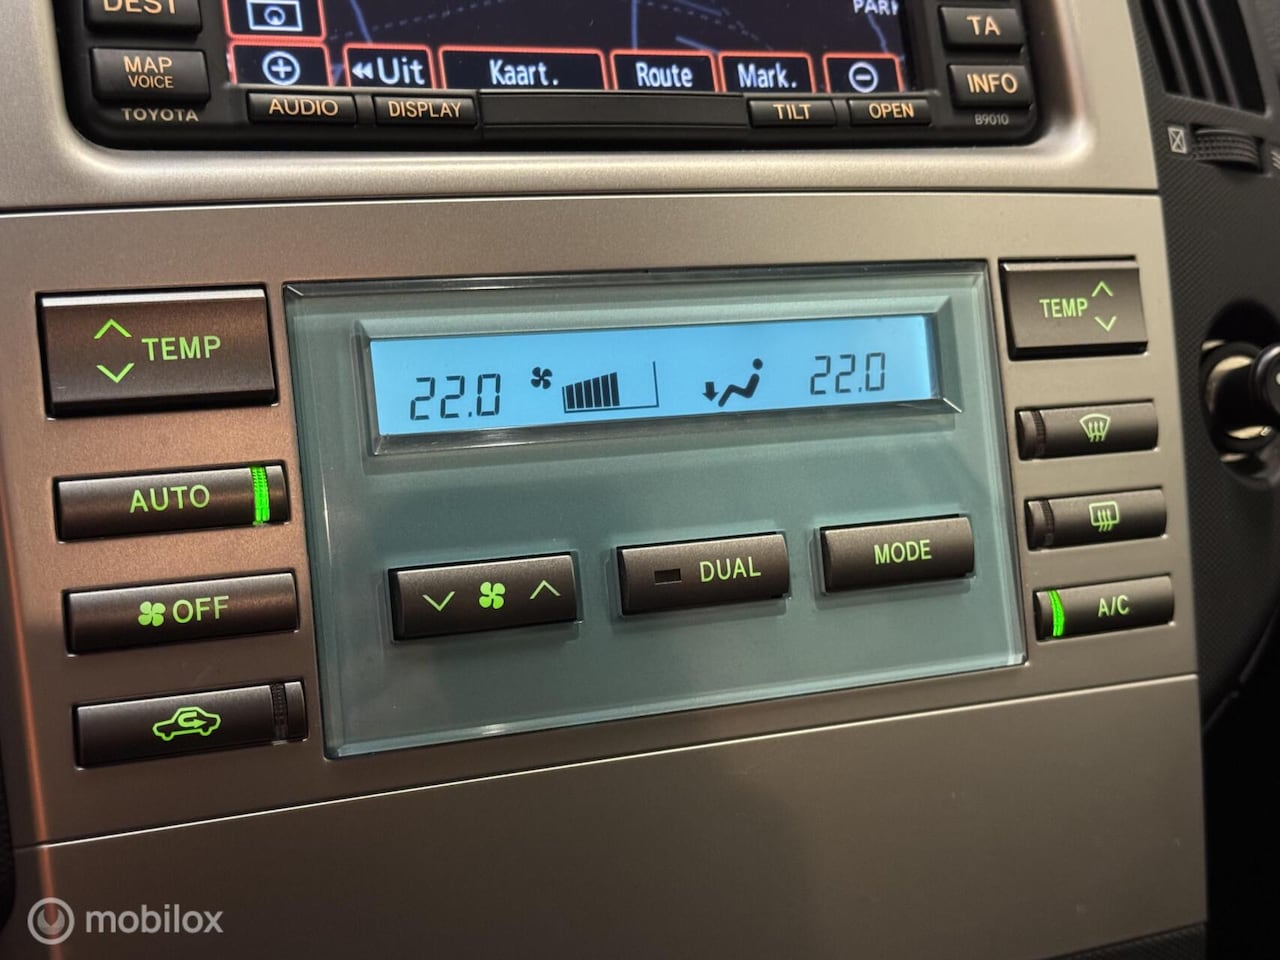 DEST
MAP
VOICE
TOYOTA
Uit
Kaart.
Route
Mark.
TA
INFO
B9010
AUDIO
DISPLAY
TILT
OPEN
TEMP
22.0
22.0
TEMP
AUTO
OFF
DUAL
MODE
A/C
mobilox